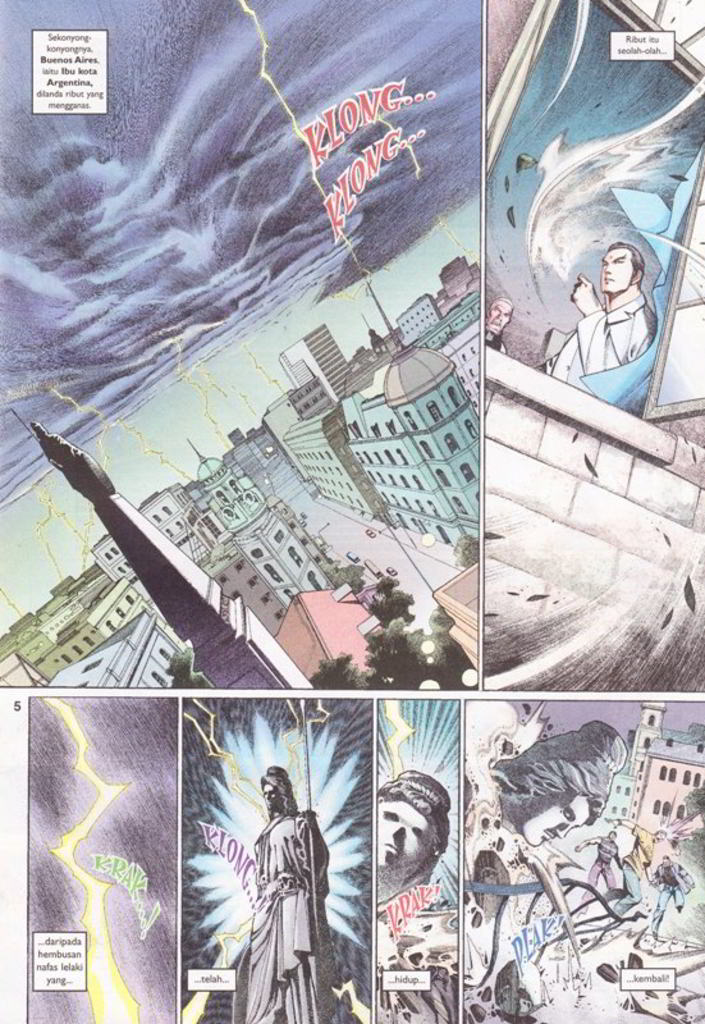 Sekonyong-
konyongnya,
Buenos Aires,
iaitu Ibu kota
Argentina,
dilanda ribut yang
mengganas.
KLONG...
KLONG...
Ribut itu
seolah-olah...
5
KRAK...!
...daripada
hembusan
nafas lelaki
yang...
KLONG...
...telah...
KRAK!
...hidup...
PLAK!
...kembali!